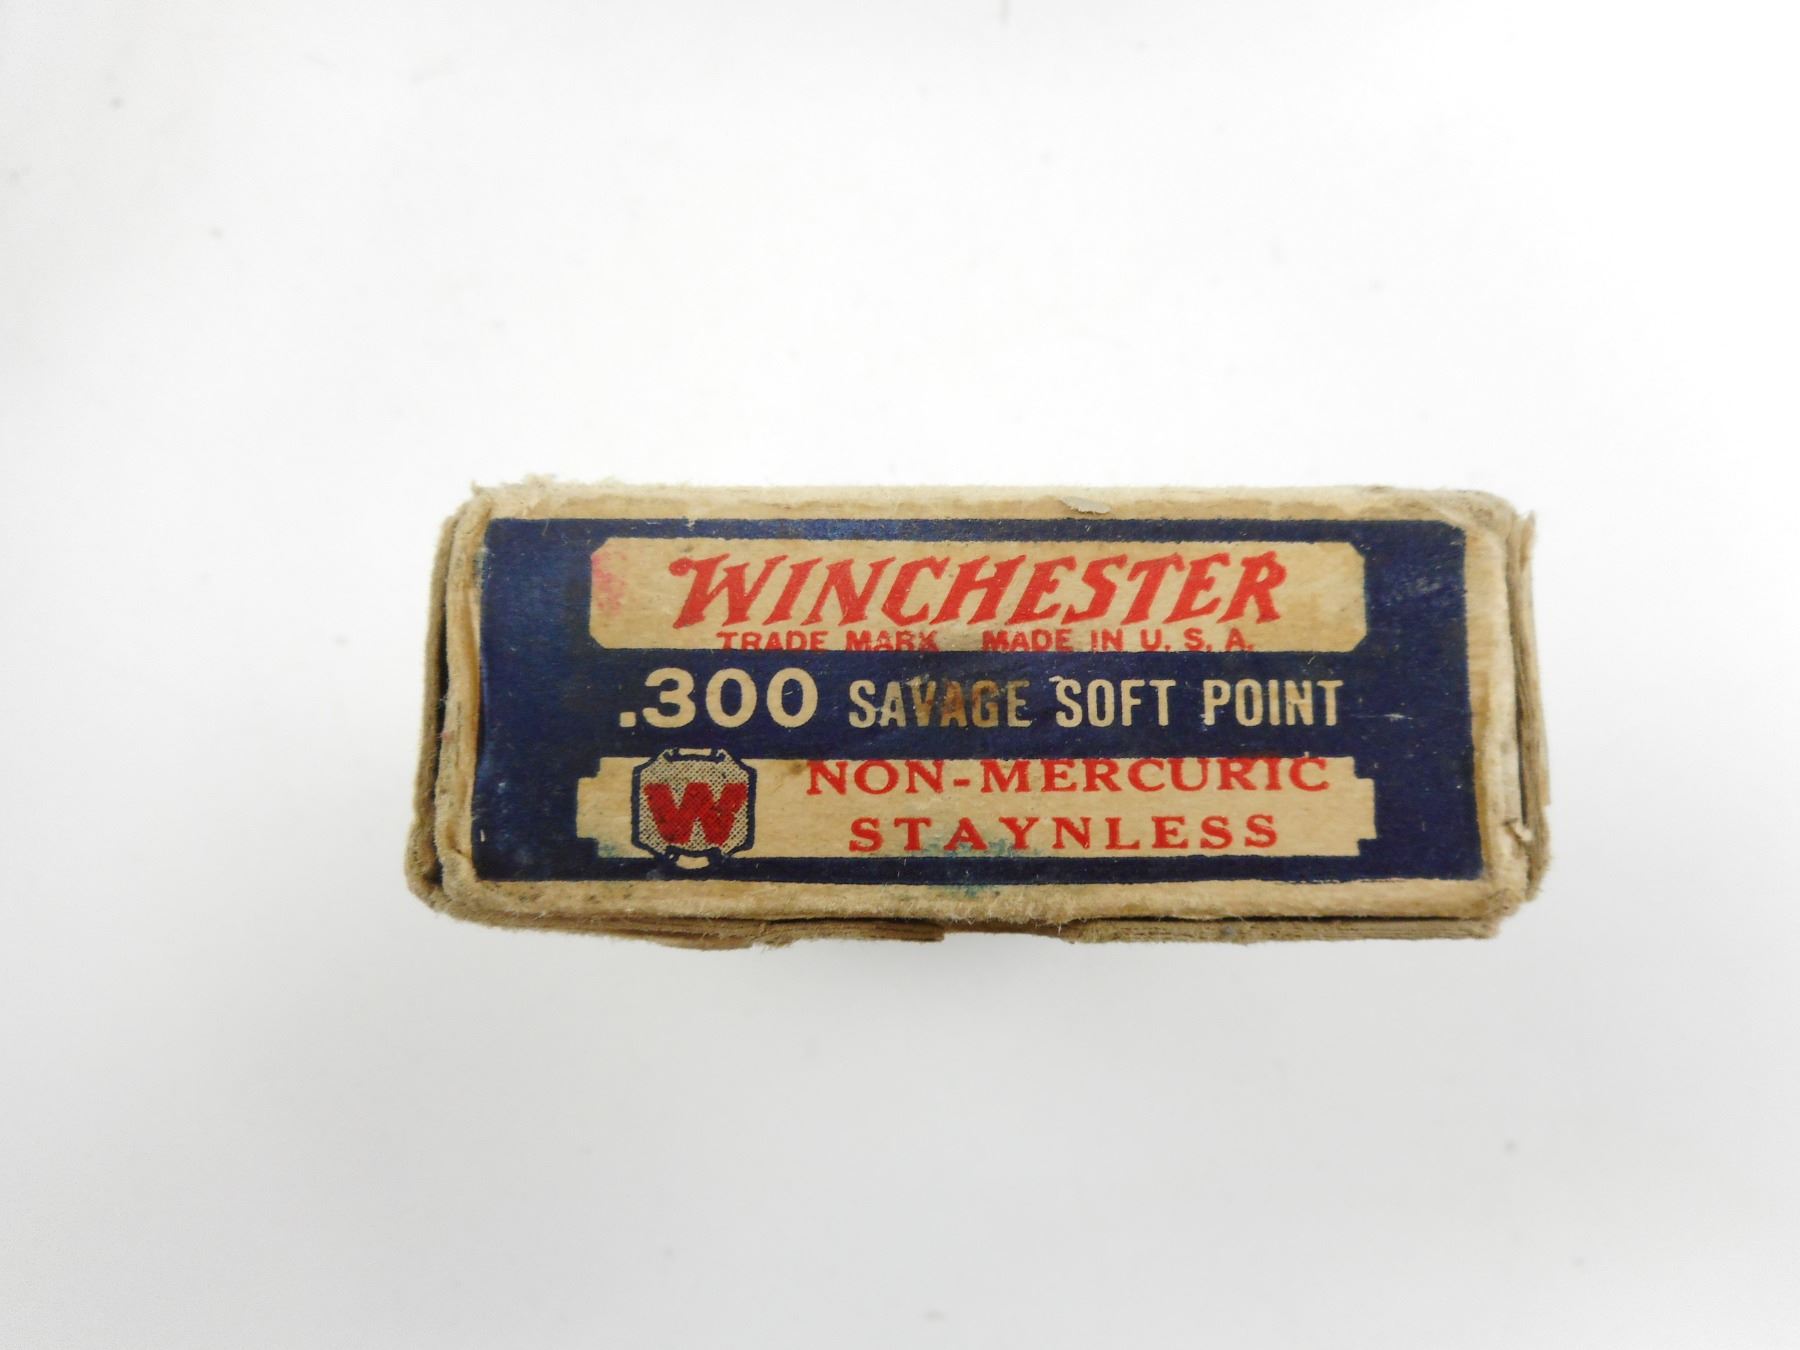 WINCHESTER
TRADE MARK MADE IN U. S. A.
.300 SAVAGE SOFT POINT
W
NON-MERCURIC
STAYNLESS